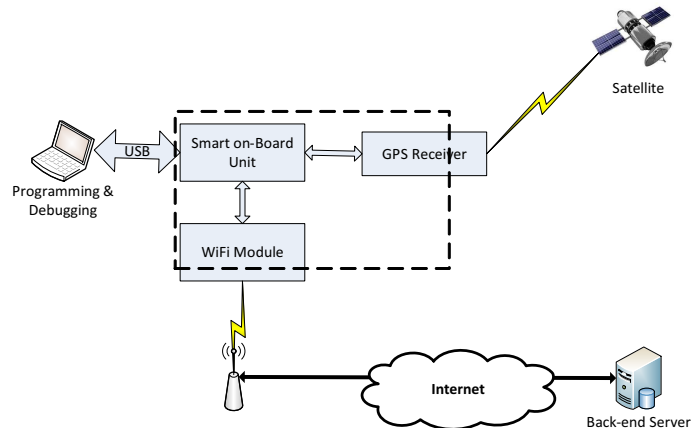 Satellite
Smart on-Board
Unit
GPS Receiver
USB
Programming &
Debugging
WiFi Module
Internet
Back-end Server